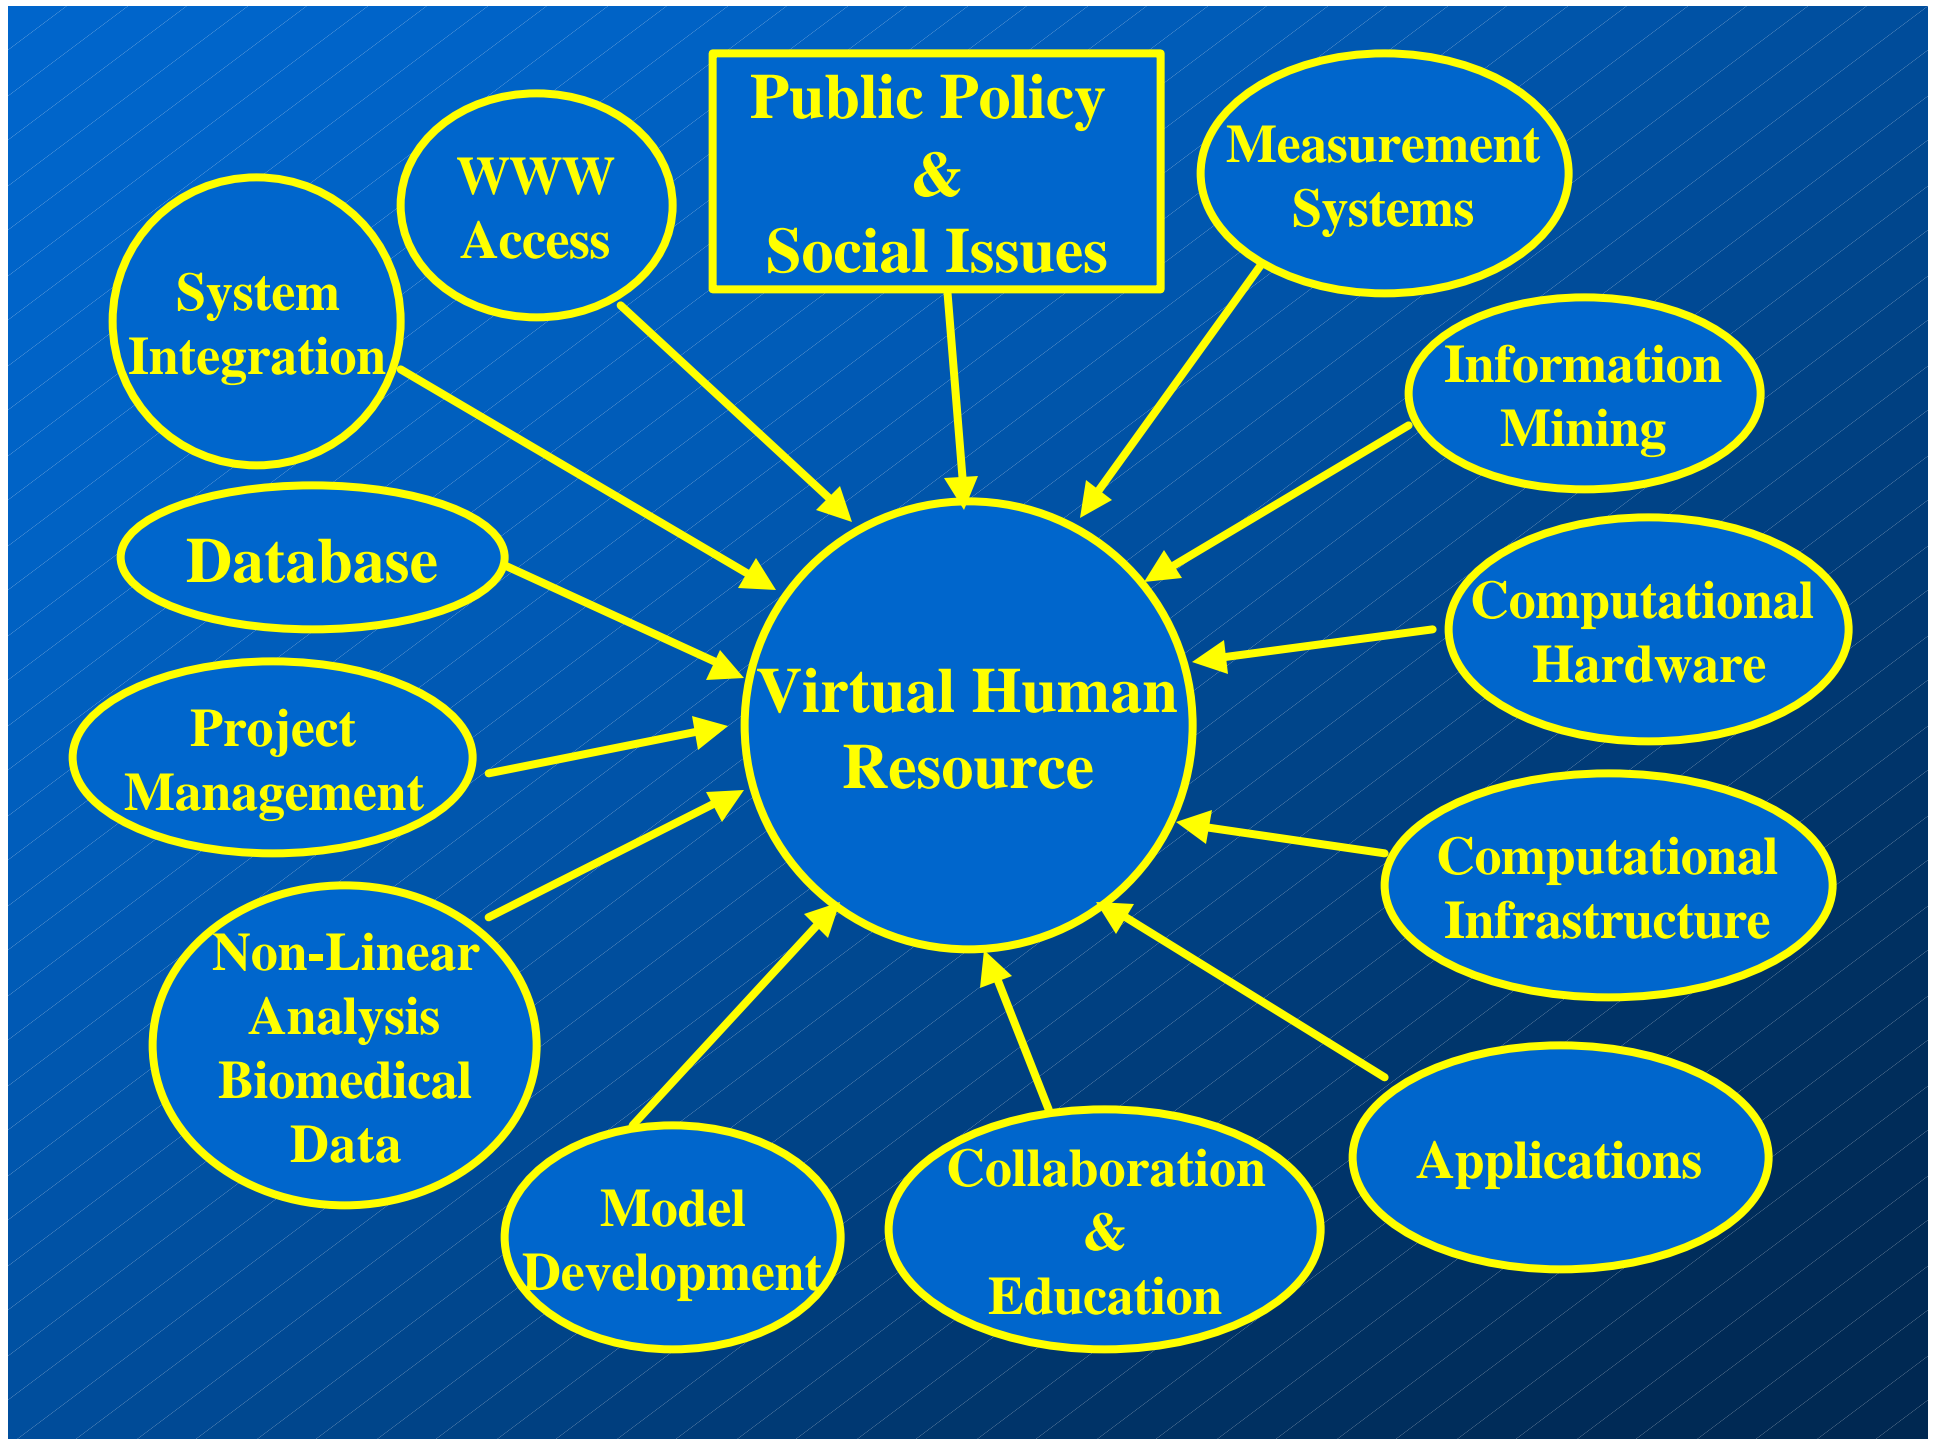 Public Policy
&
Social Issues
WWW
Access
Measurement
Systems
System
Integration
Information
Mining
Database
Computational
Hardware
Virtual Human
Resource
Project
Management
Computational
Infrastructure
Non-Linear
Analysis
Biomedical
Data
Model
Development
Collaboration
&
Education
Applications